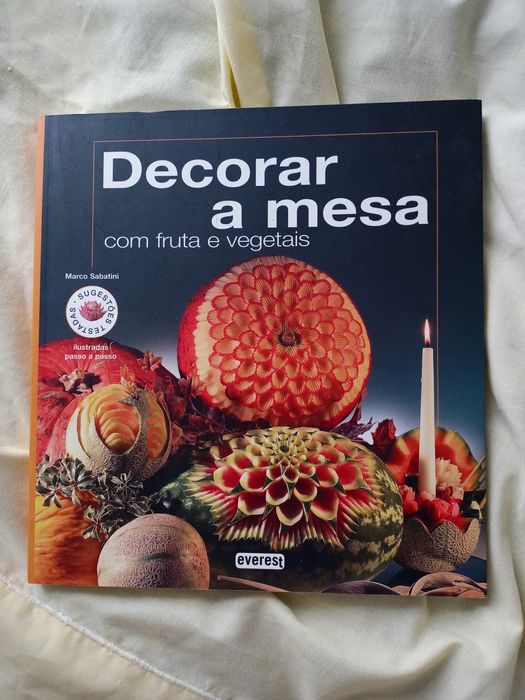 Decorar
a mesa
com fruta e vegetais
Marco Sabatini
SUGESTÕES TESTADAS
ilustradas
passo a passo
everest